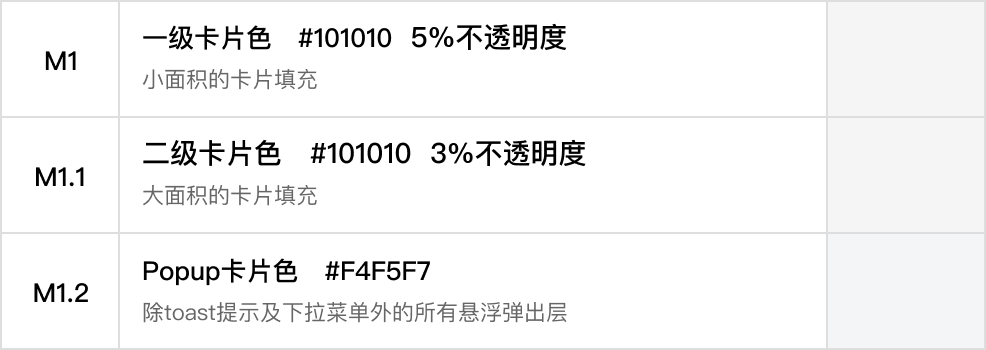 M1
一级卡片色 #101010 5%不透明度
小面积的卡片填充
M1.1
二级卡片色 #101010 3%不透明度
大面积的卡片填充
M1.2
Popup卡片色 #F4F5F7
除toast提示及下拉菜单外的所有悬浮弹出层